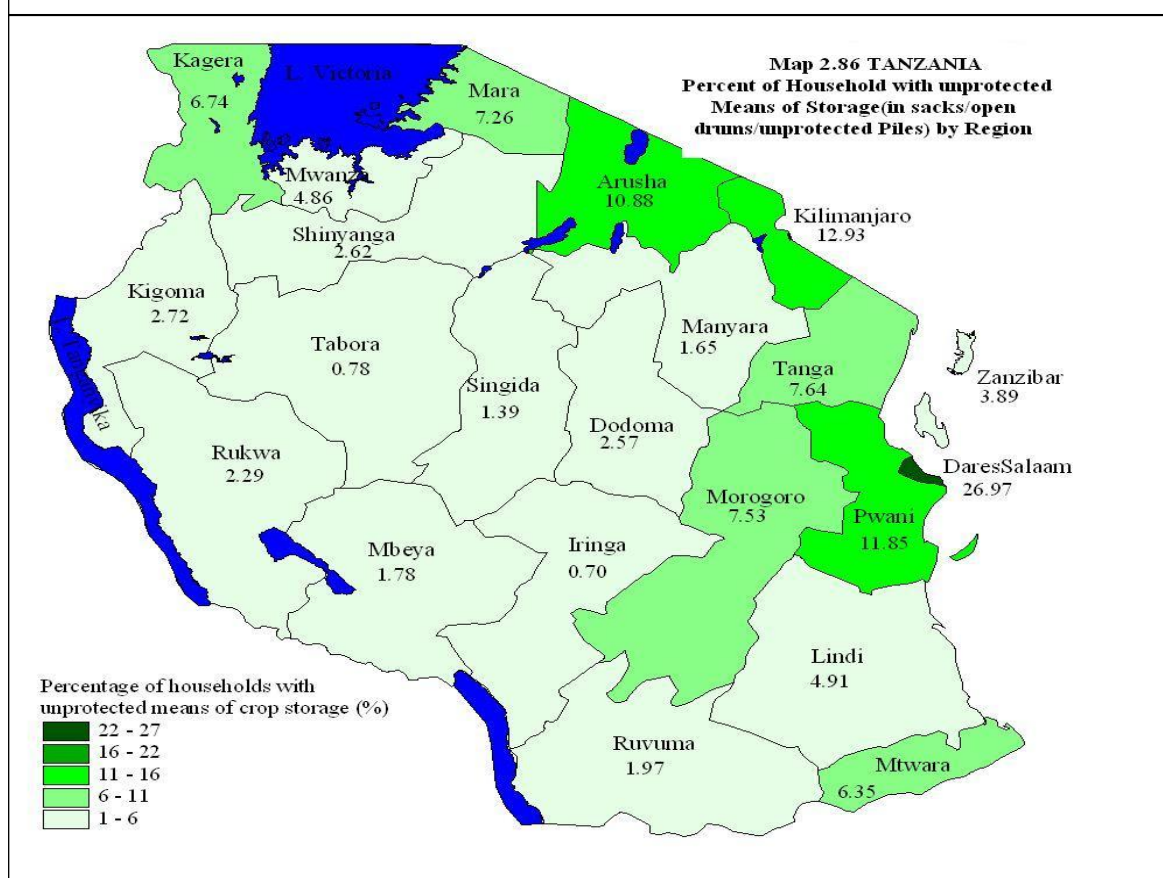 Map 2.86 TANZANIA
Percent of Household with unprotected
Means of Storage(in sacks/open
drums/unprotected Piles) by Region
Kagera
6.74
L. Victoria
Mara
7.26
Mwanza
4.86
Arusha
10.88
Kilimanjaro
12.93
Shinyanga
2.62
Kigoma
2.72
Tabora
0.78
Singida
1.39
Manyara
1.65
Tanga
7.64
Zanzibar
3.89
Dodoma
2.57
L. Tanganyika
Rukwa
2.29
DaresSalaam
26.97
Morogoro
7.53
Pwani
11.85
Mbeya
1.78
Iringa
0.70
Lindi
4.91
Ruvuma
1.97
Mtwara
6.35
Percentage of households with
unprotected means of crop storage (%)
22 - 27
16 - 22
11 - 16
6 - 11
1 - 6